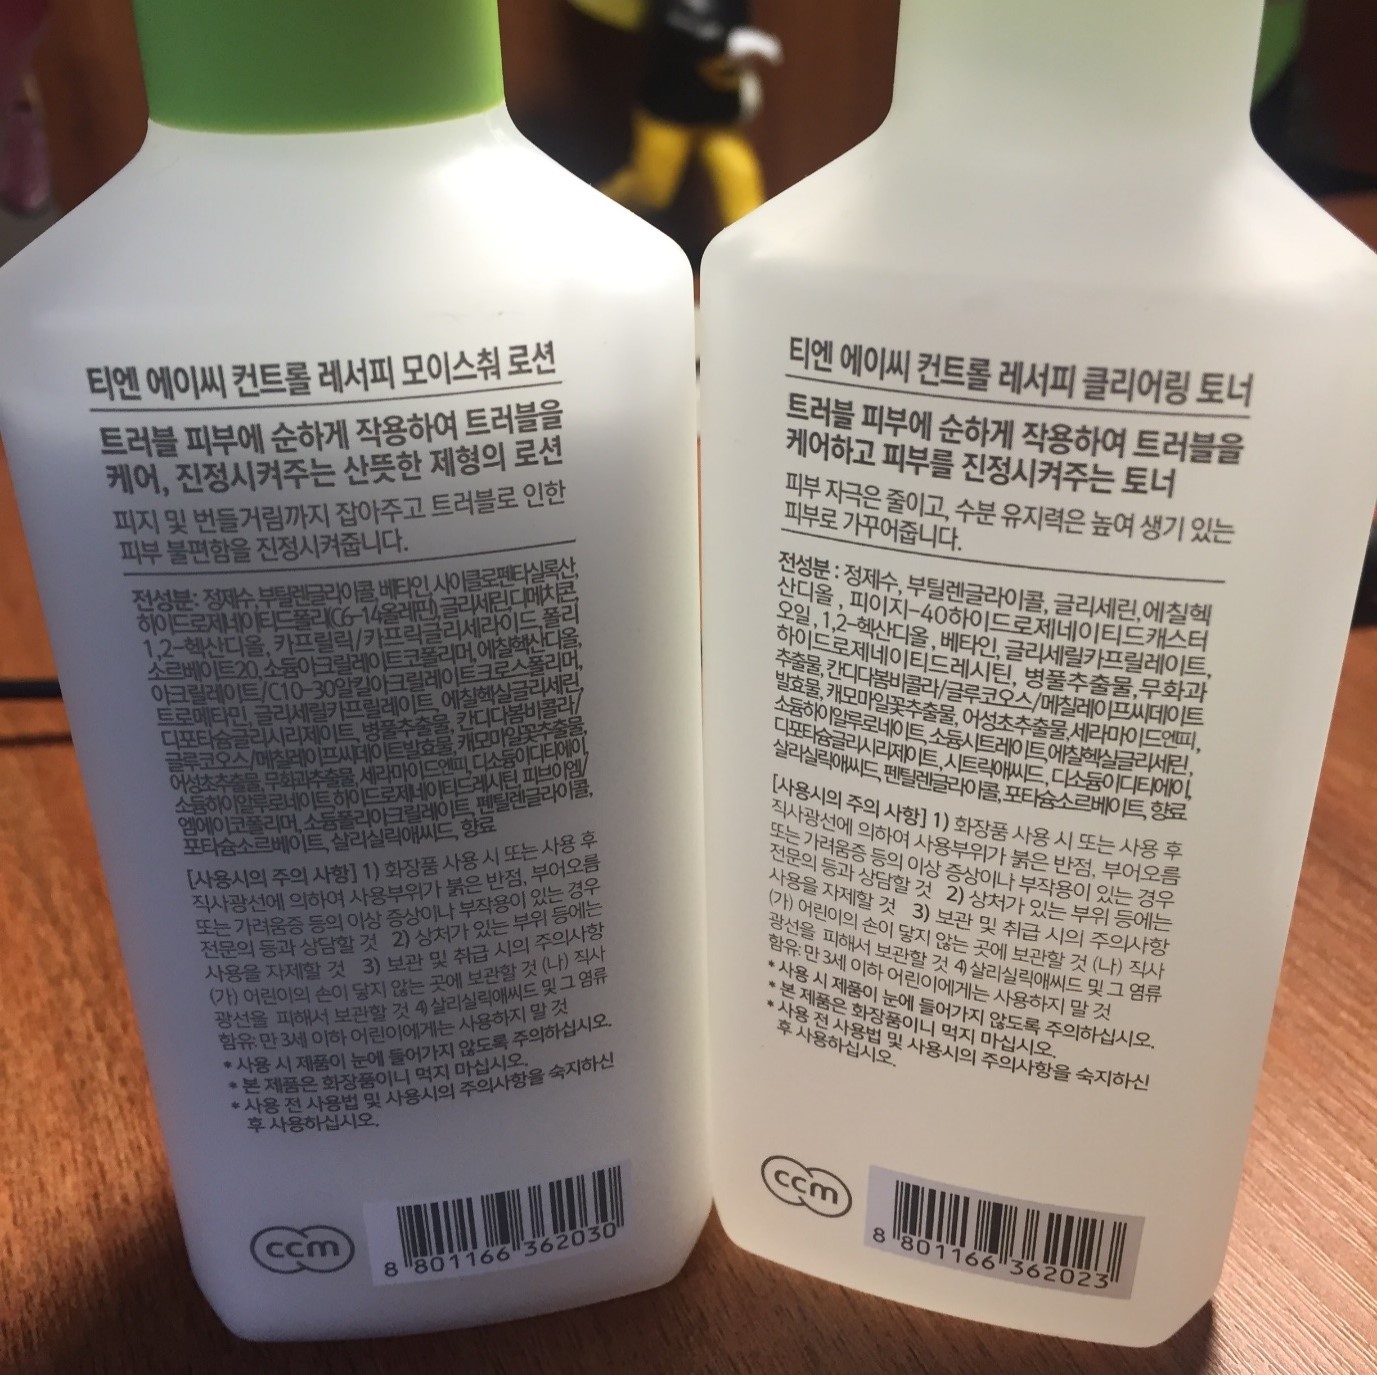 티엔 에이씨 컨트롤 레서피 모이스춰 로션
트러블 피부에 순하게 작용하여 트러블을
케어, 진정시켜주는 산뜻한 제형의 로션
피지 및 번들거림까지 잡아주고 트러블로 인한
피부 불편함을 진정시켜줍니다.
전성분: 정제수, 부틸렌글라이콜, 베타인, 사이클로펜타실록산,
하이드로제네이티드폴리(C6-14올레핀), 글리세린, 디메치콘,
1,2-헥산디올, 카프릴릭/카프릭글리세라이드, 폴리
소르베이트20, 소듐아크릴레이트코폴리머, 에칠헥산디올,
아크릴레이트/C10-30알킬아크릴레이트크로스폴리머,
트로메타민, 글리세릴카프릴레이트, 에칠헥실글리세린,
디포타슘글리시리제이트, 병풀추출물, 칸디다봄비콜라/
글루코오스/메칠레이프씨데이트발효물, 캐모마일꽃추출물,
어성초추출물, 무화과추출물, 세라마이드엔피, 디소듐이디티에이,
소듐하이알루로네이트, 하이드로제네이티드레시틴, 피브이엠/
엠에이코폴리머, 소듐폴리아크릴레이트, 펜틸렌글라이콜,
포타슘소르베이트, 살리실릭애씨드, 향료
[사용시의 주의 사항] 1) 화장품 사용 시 또는 사용 후
직사광선에 의하여 사용부위가 붉은 반점, 부어오름
또는 가려움증 등의 이상 증상이나 부작용이 있는 경우
전문의 등과 상담할 것 2) 상처가 있는 부위 등에는
사용을 자제할 것 3) 보관 및 취급 시의 주의사항
(가) 어린이의 손이 닿지 않는 곳에 보관할 것 (나) 직사
광선을 피해서 보관할 것 4) 살리실릭애씨드 및 그 염류
함유: 만 3세 이하 어린이에게는 사용하지 말 것
* 사용 시 제품이 눈에 들어가지 않도록 주의하십시오.
* 본 제품은 화장품이니 먹지 마십시오.
* 사용 전 사용법 및 사용시의 주의사항을 숙지하신
후 사용하십시오.
ccm
8 801166 362030
티엔 에이씨 컨트롤 레서피 클리어링 토너
트러블 피부에 순하게 작용하여 트러블을
케어하고 피부를 진정시켜주는 토너
피부 자극은 줄이고, 수분 유지력은 높여 생기 있는
피부로 가꾸어줍니다.
전성분 : 정제수, 부틸렌글라이콜, 글리세린, 에칠헥
산디올, 피이지-40하이드로제네이티드캐스터
오일, 1,2-헥산디올, 베타인, 글리세릴카프릴레이트,
하이드로제네이티드레시틴, 병풀추출물, 무화과
추출물, 칸디다봄비콜라/글루코오스/메칠레이프씨데이트
발효물, 캐모마일꽃추출물, 어성초추출물, 세라마이드엔피,
소듐하이알루로네이트, 소듐시트레이트, 에칠헥실글리세린,
디포타슘글리시리제이트, 시트릭애씨드, 디소듐이디티에이,
살리실릭애씨드, 펜틸렌글라이콜, 포타슘소르베이트, 향료
[사용시의 주의 사항] 1) 화장품 사용 시 또는 사용 후
직사광선에 의하여 사용부위가 붉은 반점, 부어오름
또는 가려움증 등의 이상 증상이나 부작용이 있는 경우
전문의 등과 상담할 것 2) 상처가 있는 부위 등에는
사용을 자제할 것 3) 보관 및 취급 시의 주의사항
(가) 어린이의 손이 닿지 않는 곳에 보관할 것 (나) 직사
광선을 피해서 보관할 것 4) 살리실릭애씨드 및 그 염류
함유: 만 3세 이하 어린이에게는 사용하지 말 것
* 사용 시 제품이 눈에 들어가지 않도록 주의하십시오.
* 본 제품은 화장품이니 먹지 마십시오.
* 사용 전 사용법 및 사용시의 주의사항을 숙지하신
후 사용하십시오.
ccm
8 801166 362023